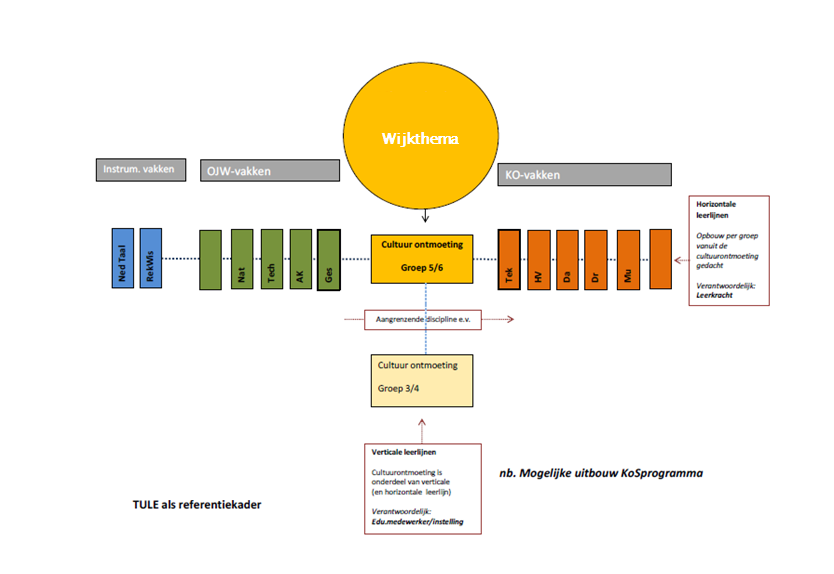 Wijkthema
Instrum. vakken
OJW-vakken
KO-vakken
Horizontale
leerlijnen
Opbouw per groep
vanuit de
cultuurontmoeting
gedacht
Verantwoordelijk:
Leerkracht
Ned Taal
RekWis
Nat
Tech
AK
Ges
Cultuur ontmoeting
Groep 5/6
Tek
HV
Da
Dr
Mu
Aangrenzende discipline e.v.
Cultuur ontmoeting
Groep 3/4
Verticale leerlijnen
Cultuurontmoeting is
onderdeel van verticale
(en horizontale leerlijn)
Verantwoordelijk:
Edu.medewerker/instelling
nb. Mogelijke uitbouw KoSprogramma
TULE als referentiekader